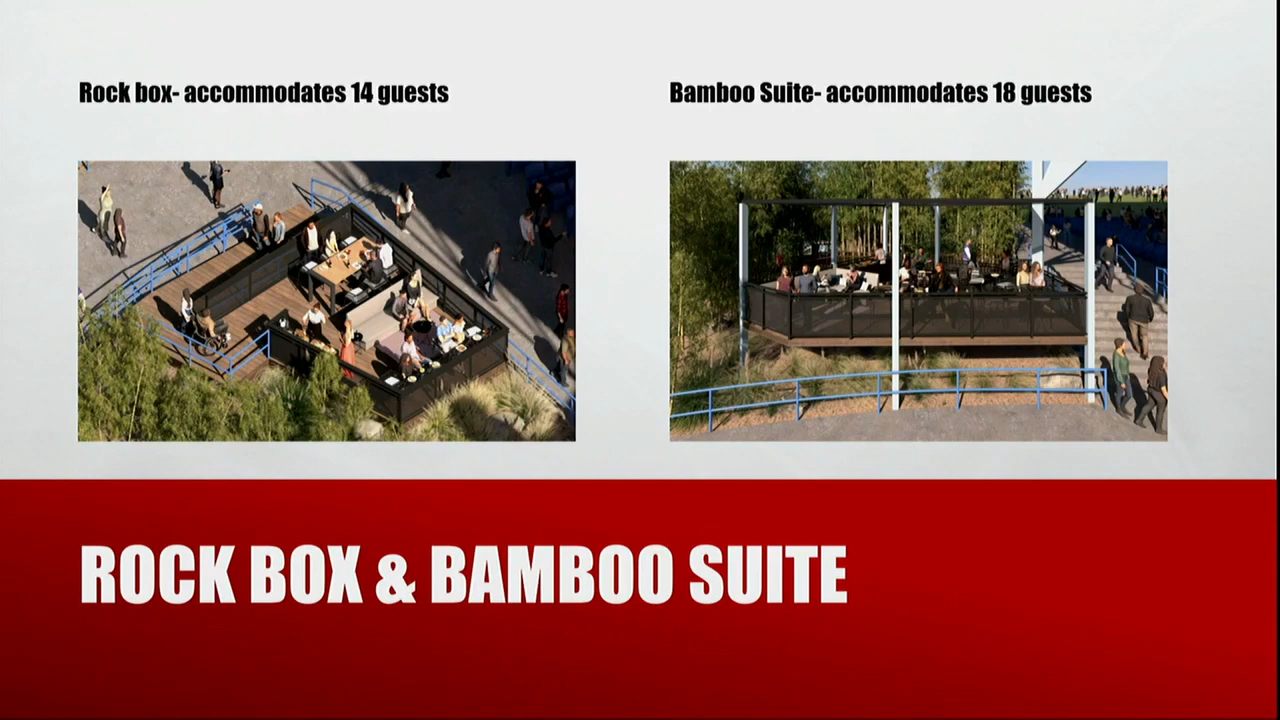 Rock box- accommodates 14 guests
Bamboo Suite- accommodates 18 guests
ROCK BOX & BAMBOO SUITE